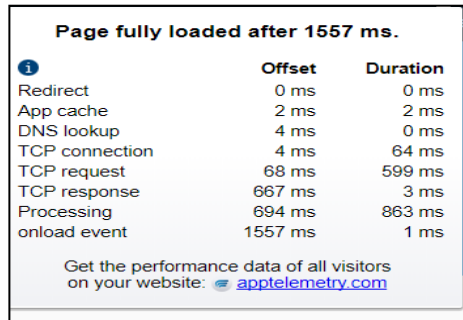 Page fully loaded after 1557 ms.
i Offset Duration
Redirect 0 ms 0 ms
App cache 2 ms 2 ms
DNS lookup 4 ms 0 ms
TCP connection 4 ms 64 ms
TCP request 68 ms 599 ms
TCP response 667 ms 3 ms
Processing 694 ms 863 ms
onload event 1557 ms 1 ms
Get the performance data of all visitors
on your website: apptelemetry.com